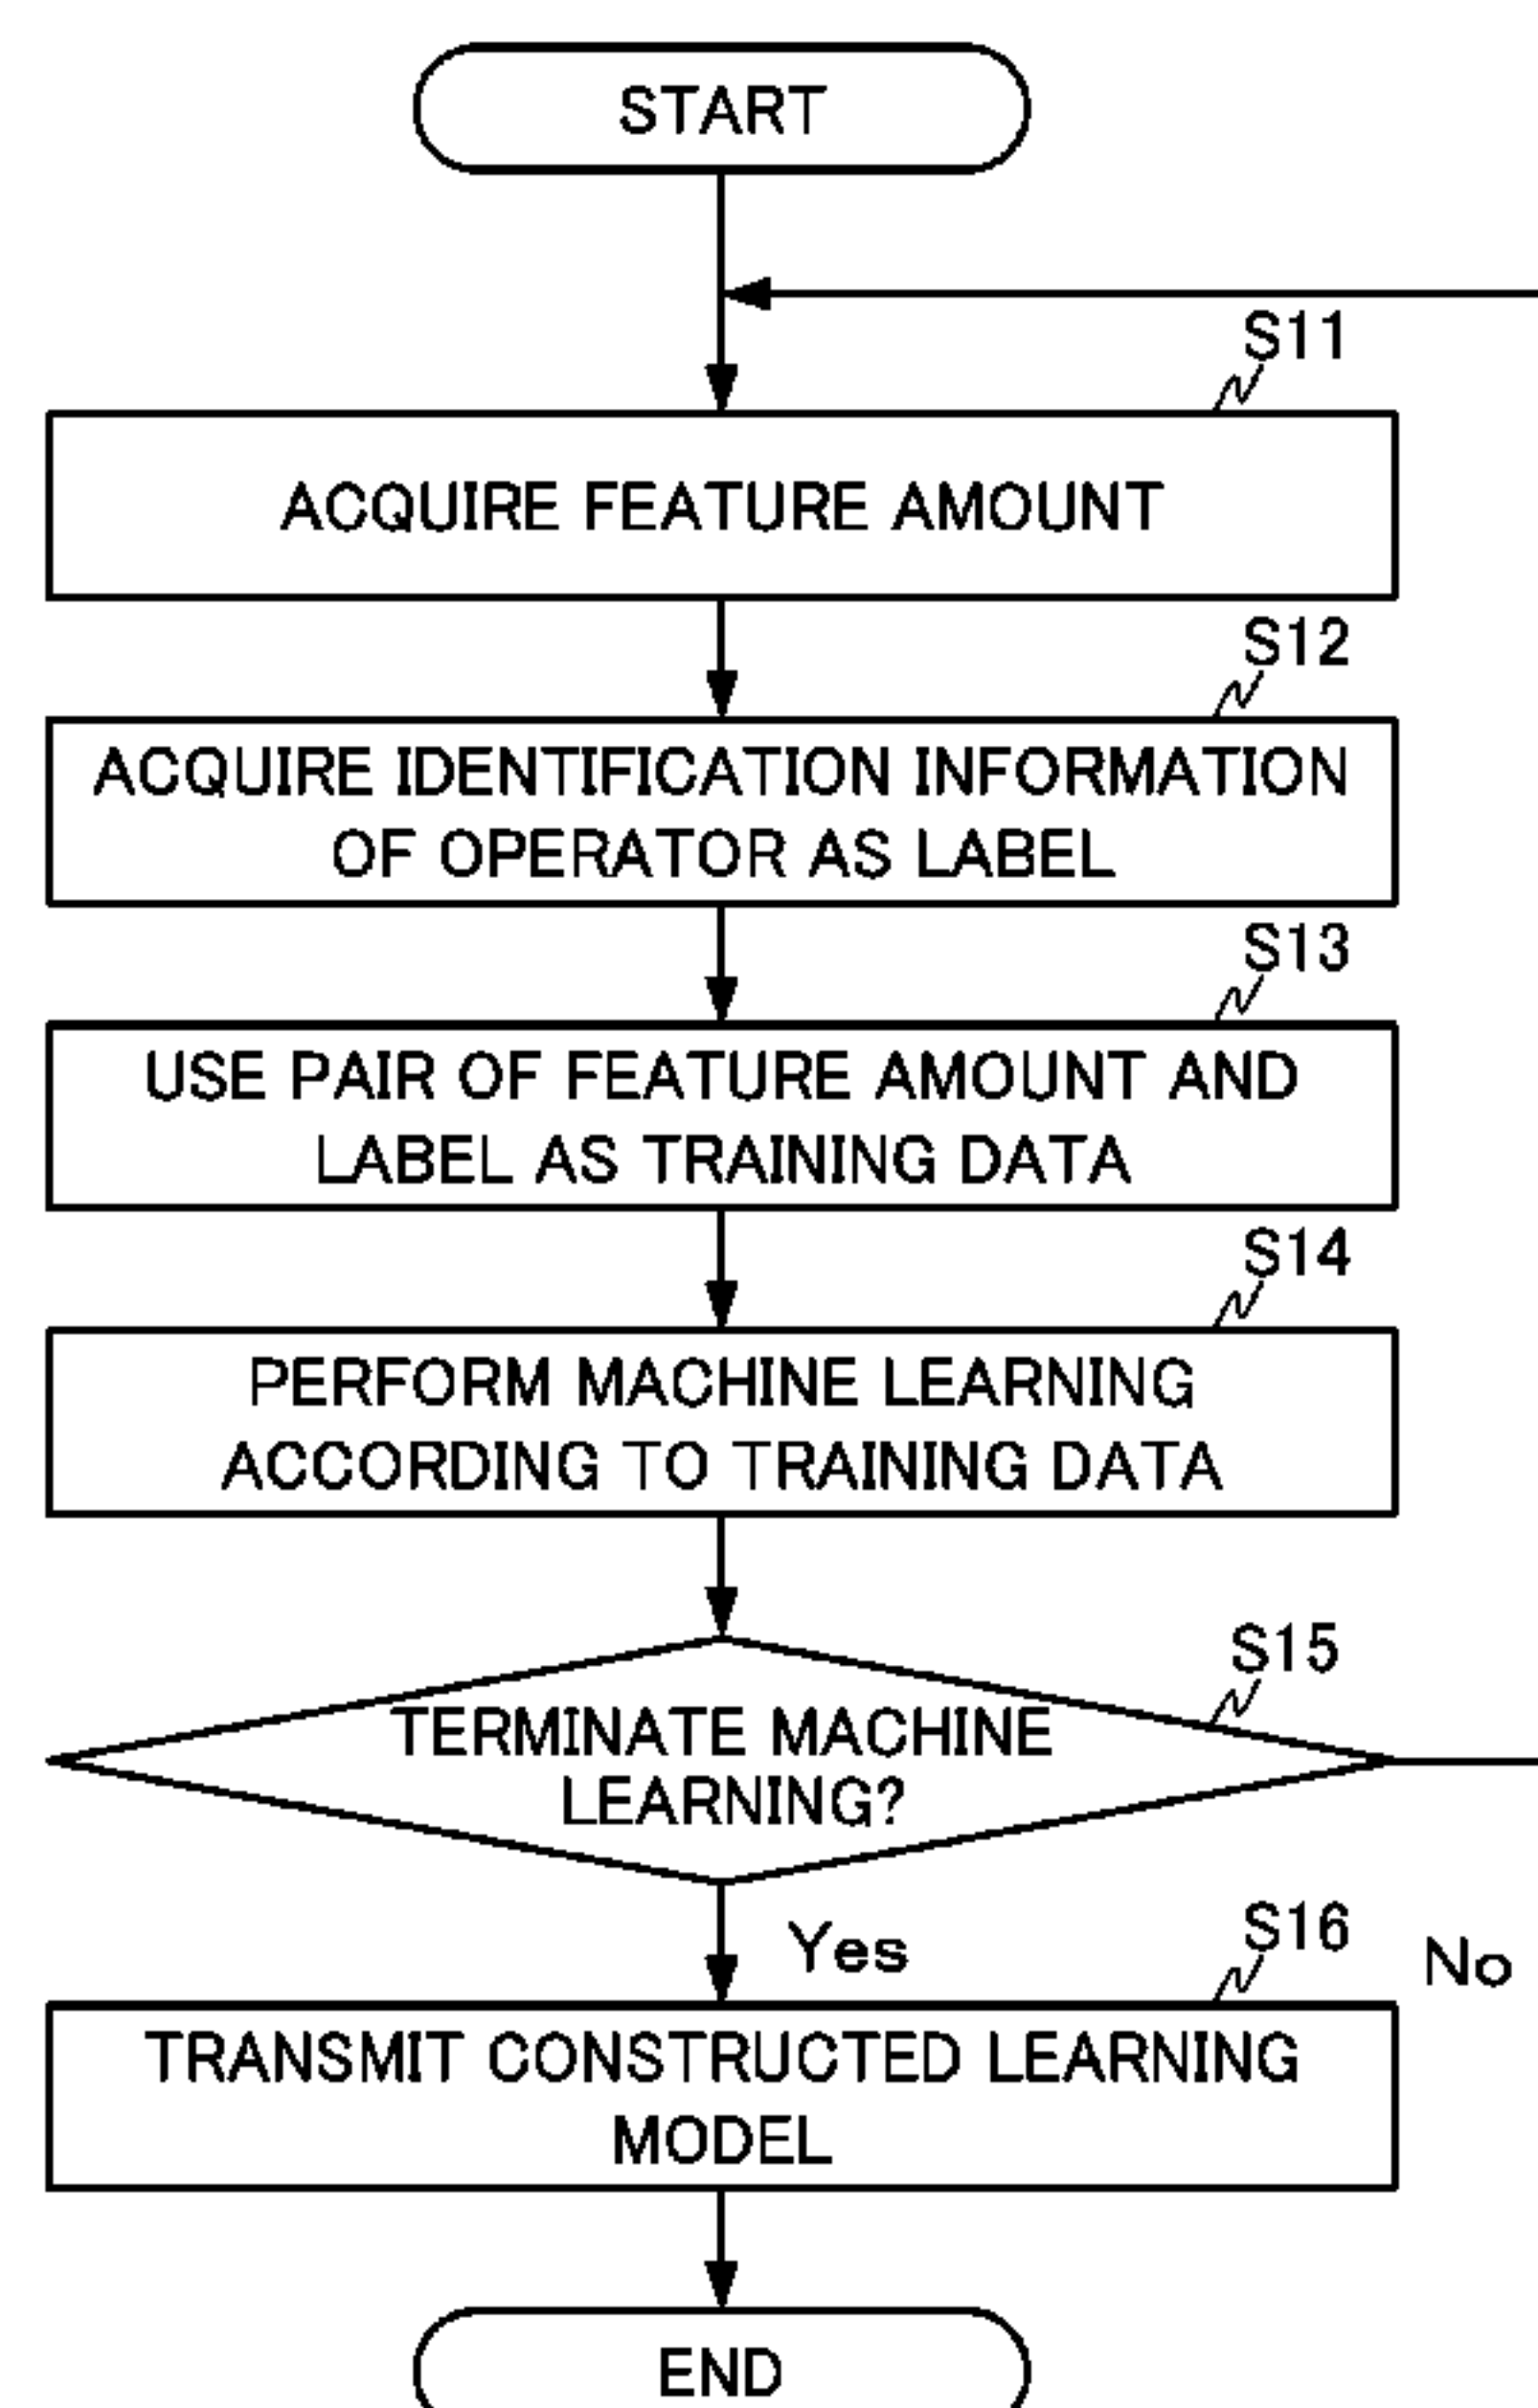 START
S11
ACQUIRE FEATURE AMOUNT
S12
ACQUIRE IDENTIFICATION INFORMATION
OF OPERATOR AS LABEL
S13
USE PAIR OF FEATURE AMOUNT AND
LABEL AS TRAINING DATA
S14
PERFORM MACHINE LEARNING
ACCORDING TO TRAINING DATA
S15
TERMINATE MACHINE
LEARNING?
Yes
S16
No
TRANSMIT CONSTRUCTED LEARNING
MODEL
END